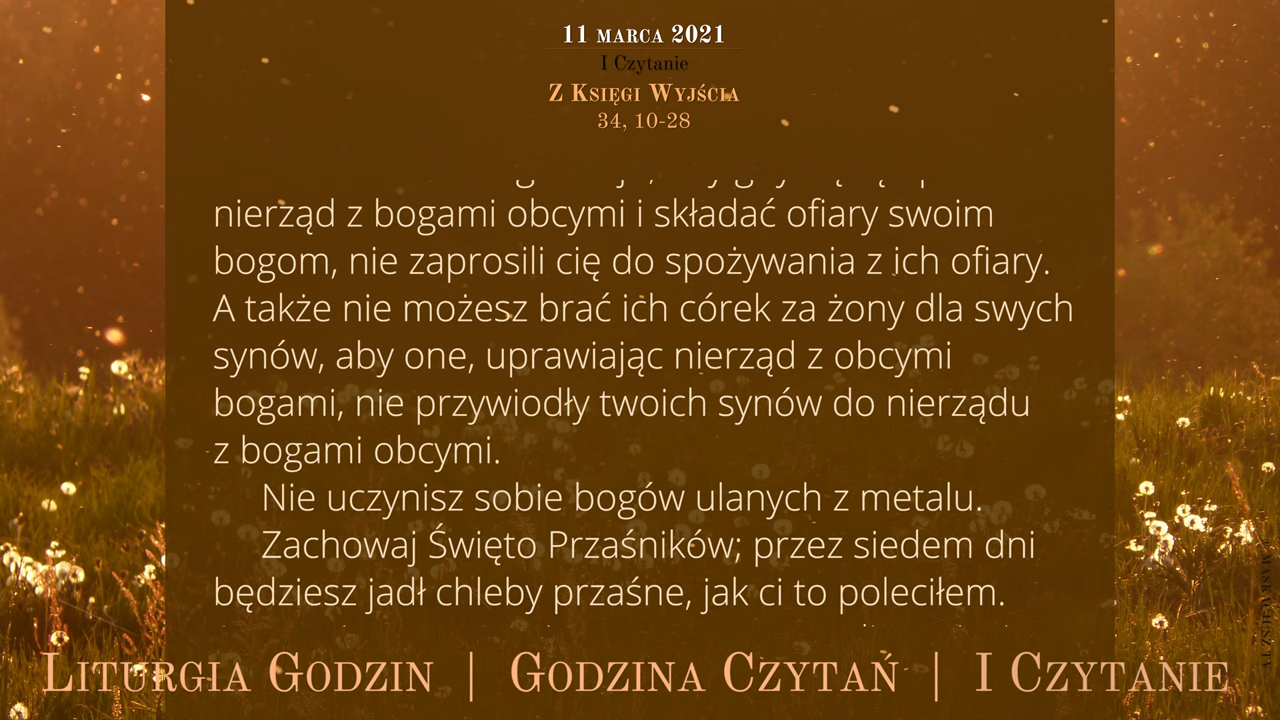 11 marca 2021
I Czytanie
Z Księgi Wyjścia
34, 10-28
nierząd z bogami obcymi i składać ofiary swoim
bogom, nie zaprosili cię do spożywania z ich ofiary.
A także nie możesz brać ich córek za żony dla swych
synów, aby one, uprawiając nierząd z obcymi
bogami, nie przywiodły twoich synów do nierządu
z bogami obcymi.
Nie uczynisz sobie bogów ulanych z metalu.
Zachowaj Święto Przaśników; przez siedem dni
będziesz jadł chleby przaśne, jak ci to poleciłem.
Liturgia Godzin | Godzina Czytań | I Czytanie